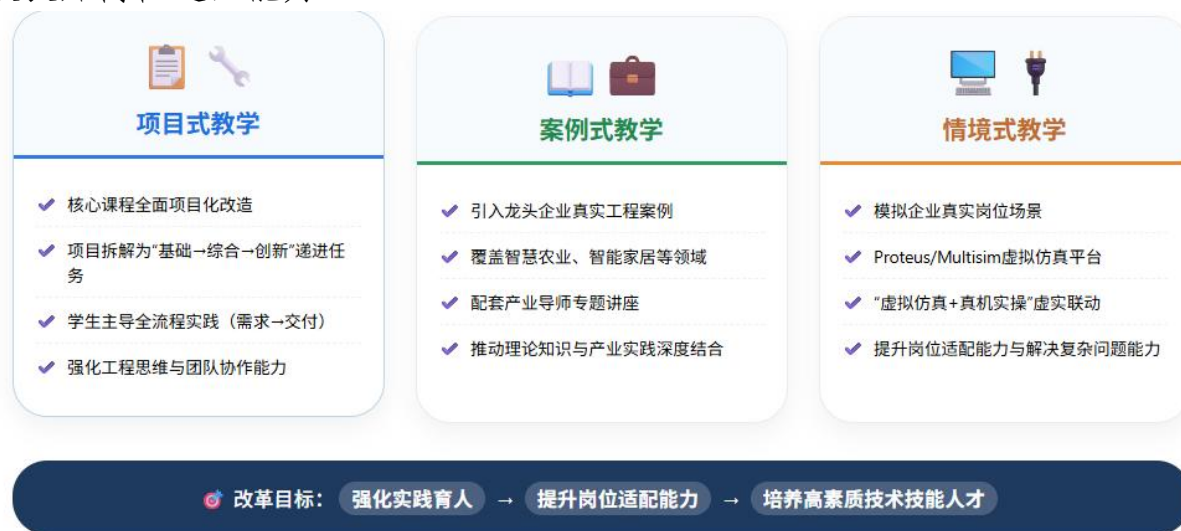 项目式教学
核心课程全面项目化改造
项目拆解为“基础→综合→创新”递进任
务
学生主导全流程实践（需求→交付）
强化工程思维与团队协作能力
案例式教学
引入龙头企业真实工程案例
覆盖智慧农业、智能家居等领域
配套产业导师专题讲座
推动理论知识与产业实践深度结合
情境式教学
模拟企业真实岗位场景
Proteus/Multisim虚拟仿真平台
“虚拟仿真+真机实操”虚实联动
提升岗位适配能力与解决复杂问题能力
改革目标： 强化实践育人 → 提升岗位适配能力 → 培养高素质技术技能人才